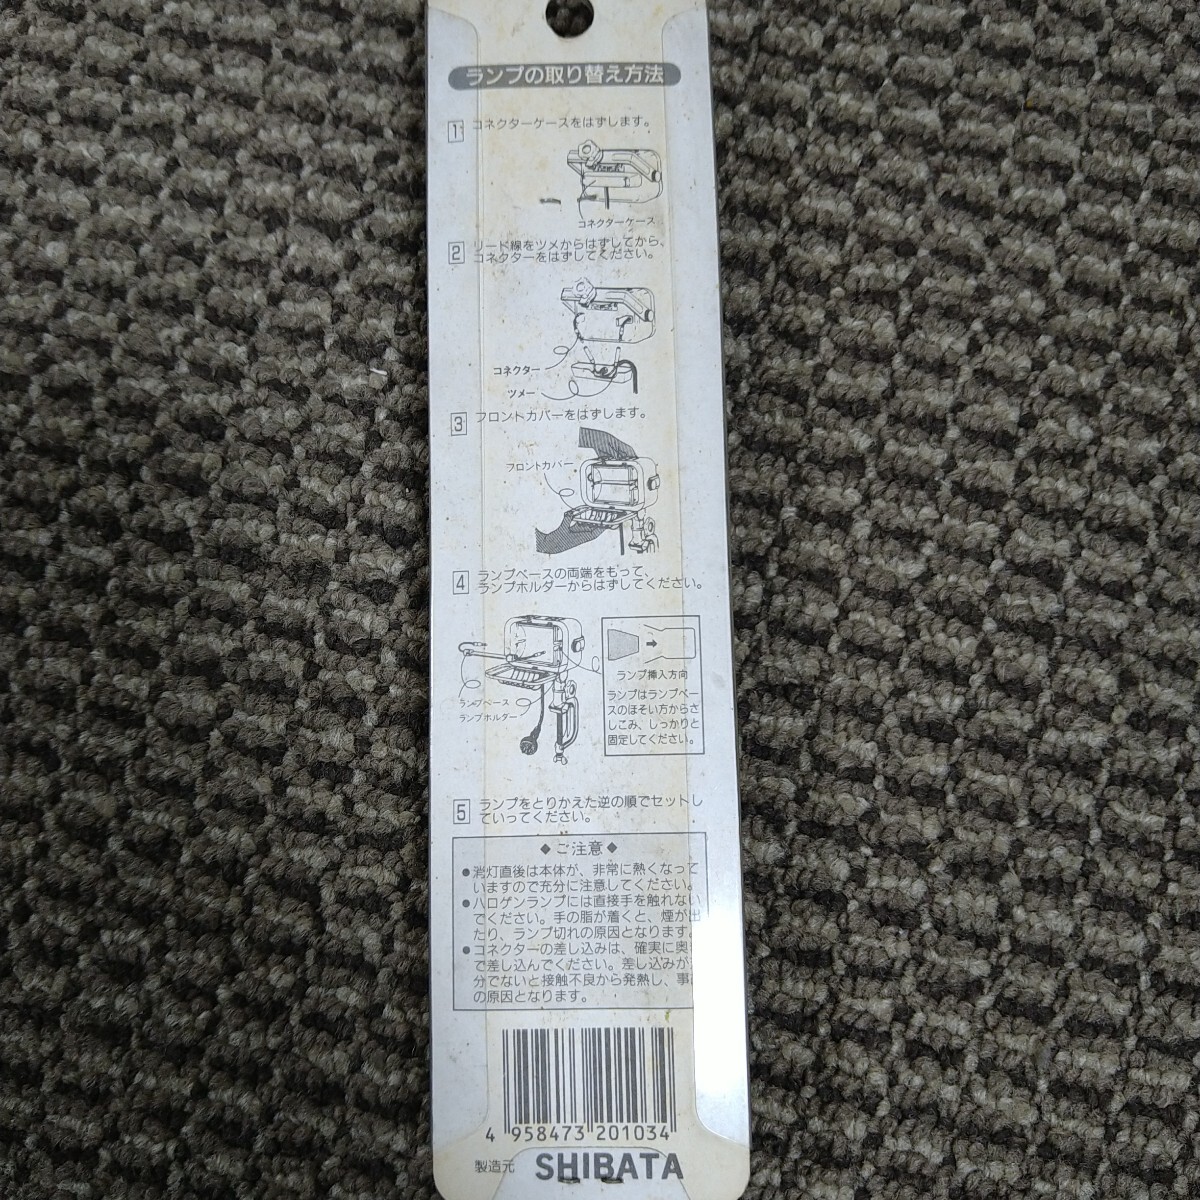 ランプの取り替え方法
1 コネクターケースをはずします。
コネクターケース
2 リード線をツメからはずしてから、
コネクターをはずしてください。
コネクター
ツメ
3 フロントカバーをはずします。
フロントカバー
4 ランプベースの両端をもって、
ランプホルダーからはずしてください。
ランプベース
ランプホルダー
ランプ挿入方向
ランプはランプベー
スのほそい方からさ
しこみ、しっかりと
固定してください。
5 ランプをとりかえた逆の順でセットし
ていってください。
◆ご注意◆
●消灯直後は本体が、非常に熱くなって
いますので充分に注意してください。
●ハロゲンランプには直接手を触れない
でください。手の脂が着くと、煙が出
たり、ランプ切れの原因となります。
●コネクターの差し込みは、確実に奥
で差し込んでください。差し込みが
分でないと接触不良から発熱し、事
の原因となります。
4 958473 201034
製造元 SHIBATA